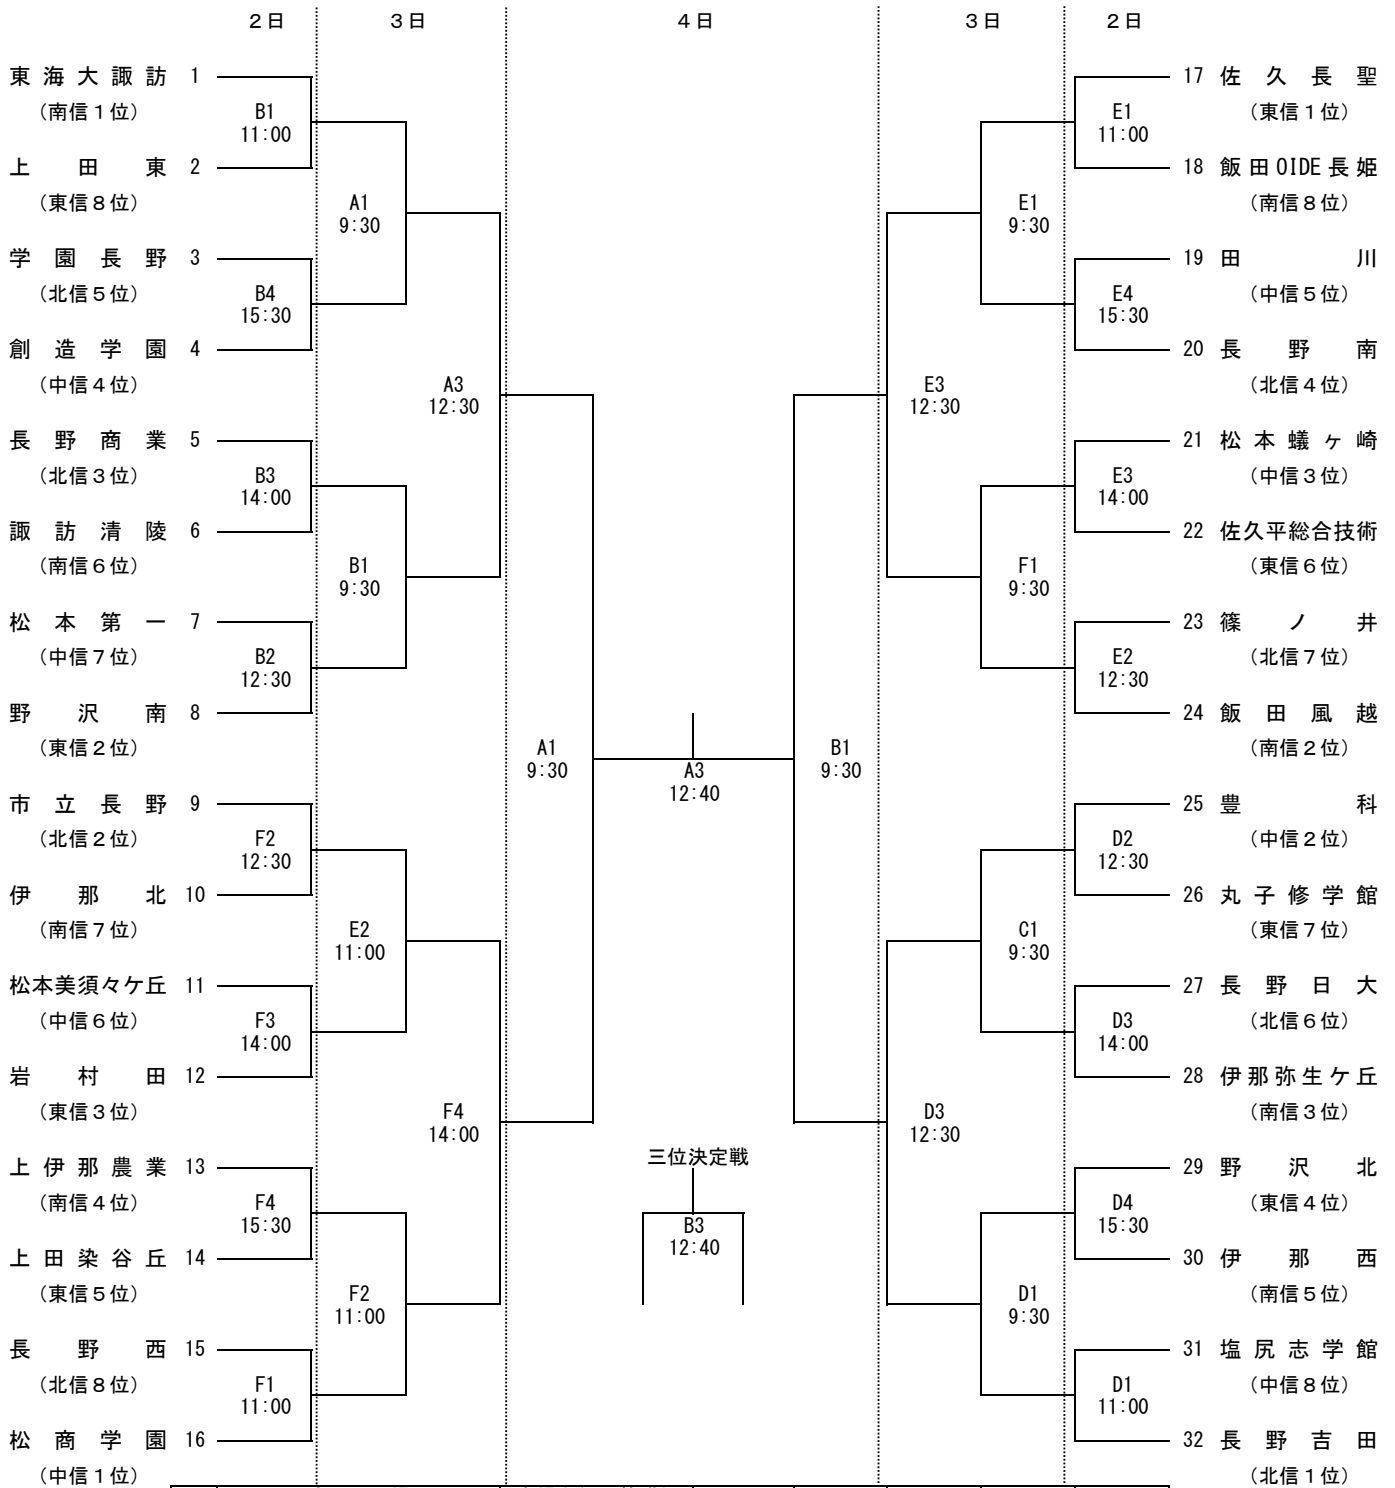 ２日 ３日 ４日 ３日 ２日
東海大諏訪 1
（南信１位）
B1
11:00
上田東 2
（東信８位）
A1
9:30
学園長野 3
（北信５位）
B4
15:30
創造学園 4
（中信４位）
A3
12:30
長野商業 5
（北信３位）
B3
14:00
諏訪清陵 6
（南信６位）
B1
9:30
松本第一 7
（中信７位）
B2
12:30
野沢南 8
（東信２位）
A1
9:30
市立長野 9
（北信２位）
F2
12:30
伊那北 10
（南信７位）
E2
11:00
松本美須々ケ丘 11
（中信６位）
F3
14:00
岩村田 12
（東信３位）
F4
14:00
上伊那農業 13
（南信４位）
F4
15:30
上田染谷丘 14
（東信５位）
F2
11:00
長野西 15
（北信８位）
F1
11:00
松商学園 16
（中信１位）
A3
12:40
三位決定戦
B3
12:40
17 佐久長聖
（東信１位）
E1
11:00
18 飯田OIDE長姫
（南信８位）
E1
9:30
19 田川
（中信５位）
E4
15:30
20 長野南
（北信４位）
E3
12:30
21 松本蟻ヶ崎
（中信３位）
E3
14:00
22 佐久平総合技術
（東信６位）
F1
9:30
23 篠ノ井
（北信７位）
E2
12:30
24 飯田風越
（南信２位）
B1
9:30
25 豊科
（中信２位）
D2
12:30
26 丸子修学館
（東信７位）
C1
9:30
27 長野日大
（北信６位）
D3
14:00
28 伊那弥生ケ丘
（南信３位）
D3
12:30
29 野沢北
（東信４位）
D4
15:30
30 伊那西
（南信５位）
D1
9:30
31 塩尻志学館
（中信８位）
D1
11:00
32 長野吉田
（北信１位）